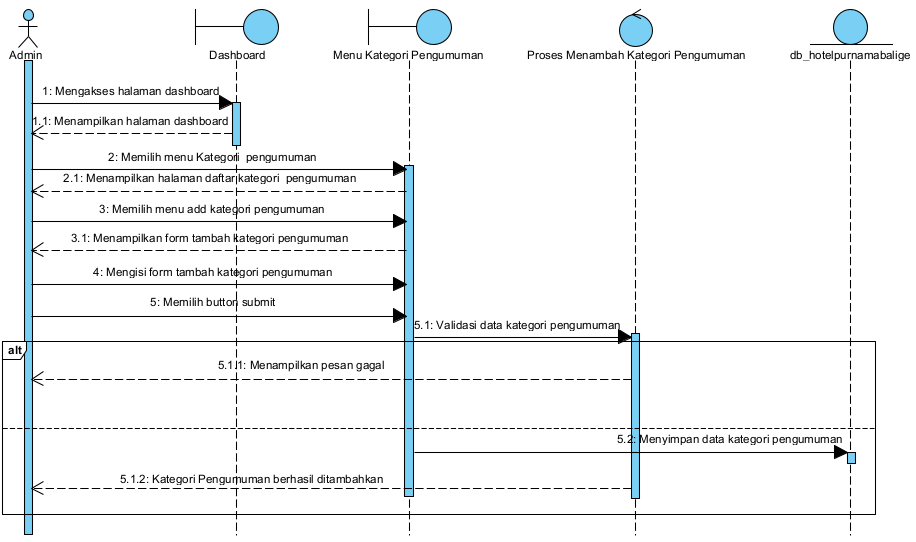 Admin
Dashboard
Menu Kategori Pengumuman
Proses Menambah Kategori Pengumuman
db_hotelpurnamabalige
1: Mengakses halaman dashboard
1.1: Menampilkan halaman dashboard
2: Memilih menu Kategori pengumuman
2.1: Menampilkan halaman daftar kategori pengumuman
3: Memilih menu add kategori pengumuman
3.1: Menampilkan form tambah kategori pengumuman
4: Mengisi form tambah kategori pengumuman
5: Memilih button submit
5.1: Validasi data kategori pengumuman
alt
5.1.1: Menampilkan pesan gagal
5.2: Menyimpan data kategori pengumuman
5.1.2: Kategori Pengumuman berhasil ditambahkan